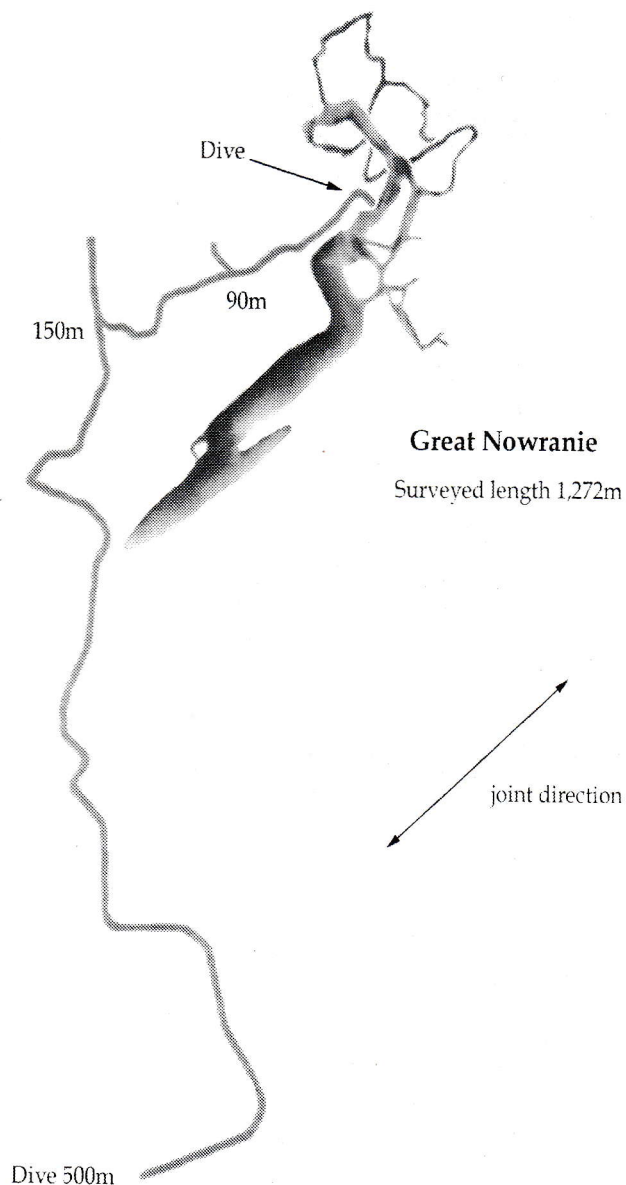 Dive
90m
150m
Great Nowranie
Surveyed length 1,272m
joint direction
Dive 500m